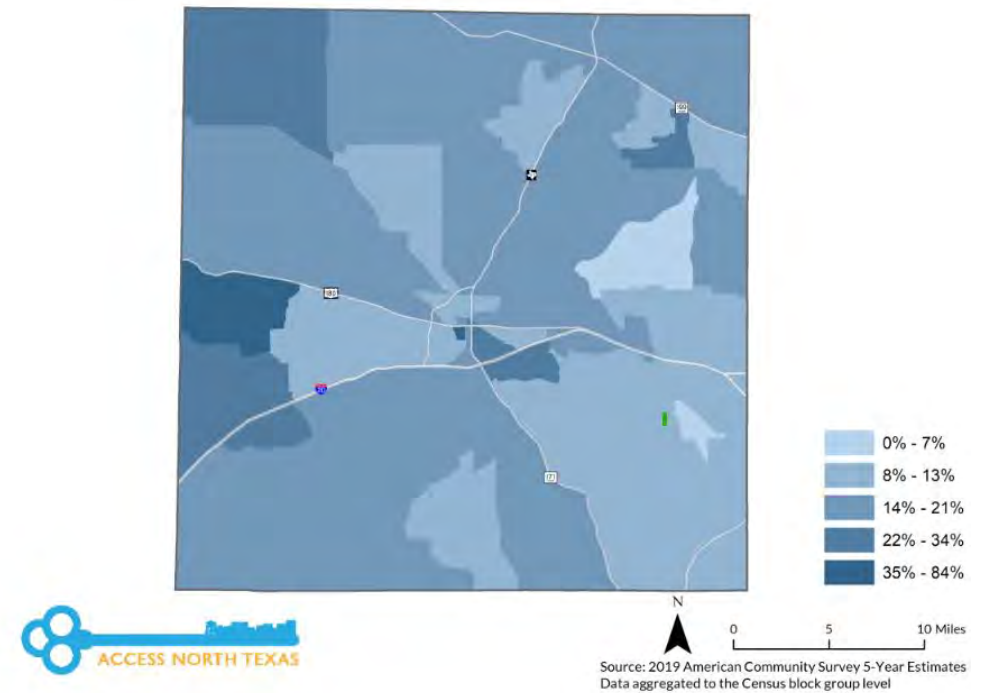 180
0% - 7%
8% - 13%
14% - 21%
22% - 34%
35% - 84%
N
0 5 10 Miles
ACCESS NORTH TEXAS
Source: 2019 American Community Survey 5-Year Estimates
Data aggregated to the Census block group level